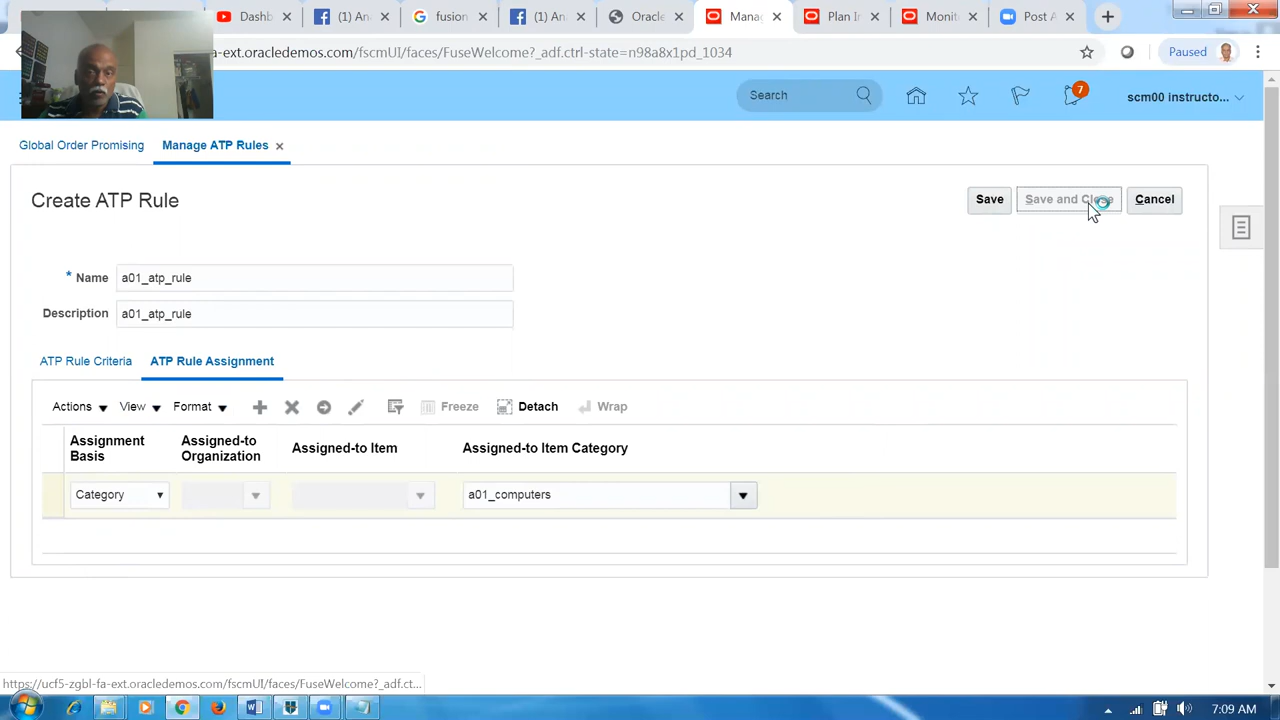 Dashb
(1) An
fusion
(1) A
Oracle
Mana
Plan I
Moni
Post A
a-ext.oracledemos.com/fscmUI/faces/FuseWelcome?_adf.ctrl-state=n98a8x1pd_1034
Paused
Search
7
scm00 instructo...
Global Order Promising
Manage ATP Rules
Create ATP Rule
Save
Save and Close
Cancel
* Name a01_atp_rule
Description a01_atp_rule
ATP Rule Criteria
ATP Rule Assignment
Actions View Format Freeze Detach Wrap
Assignment Basis
Assigned-to Organization
Assigned-to Item
Assigned-to Item Category
Category
a01_computers
https://ucf5-zgbl-fa-ext.oracledemos.com/fscmUI/faces/FuseWelcome?_adf.ct...
7:09 AM